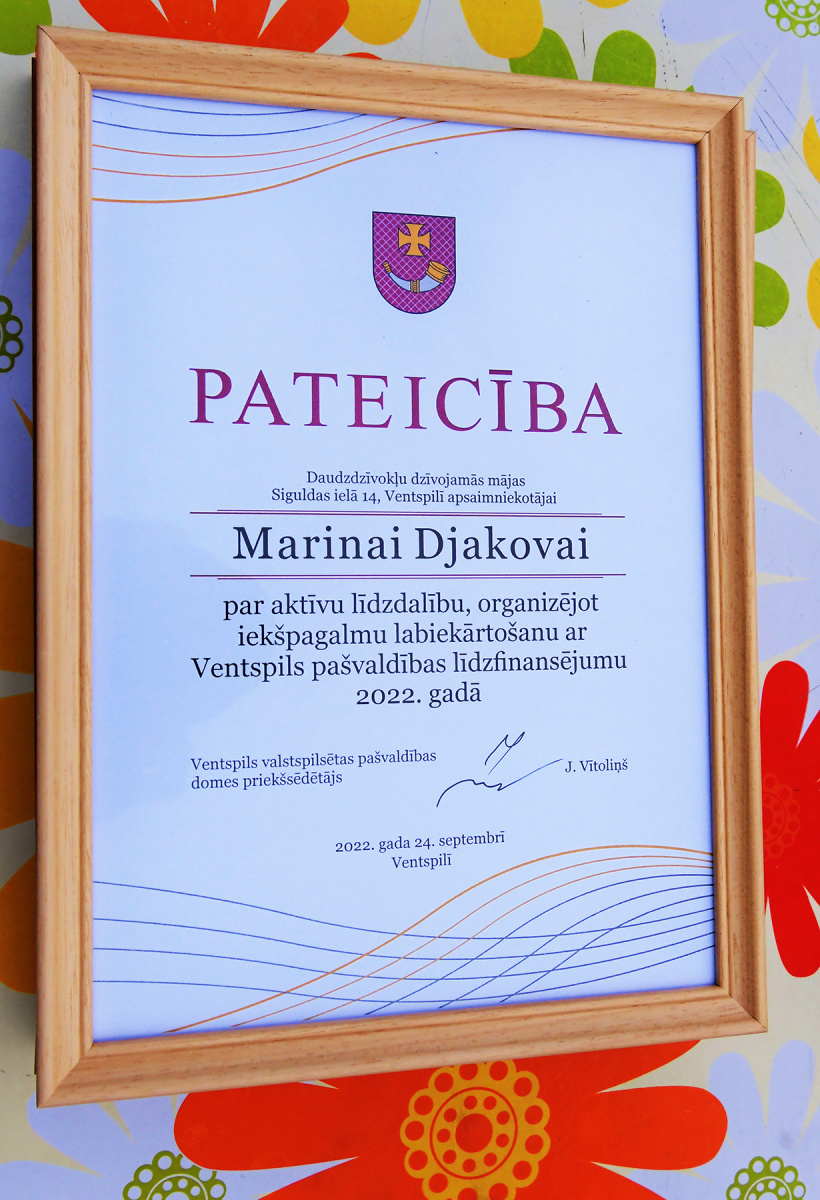 PATEICĪBA
Daudzdzīvokļu dzīvojamās mājas
Siguldas ielā 14, Ventspilī apsaimniekotājai
Marinai Djakovai
par aktīvu līdzdalību, organizējot
iekšpagalmu labiekārtošanu ar
Ventspils pašvaldības līdzfinansējumu
2022. gadā
Ventspils valstspilsētas pašvaldības
domes priekšsēdētājs
J. Vītoliņš
2022. gada 24. septembrī
Ventspilī